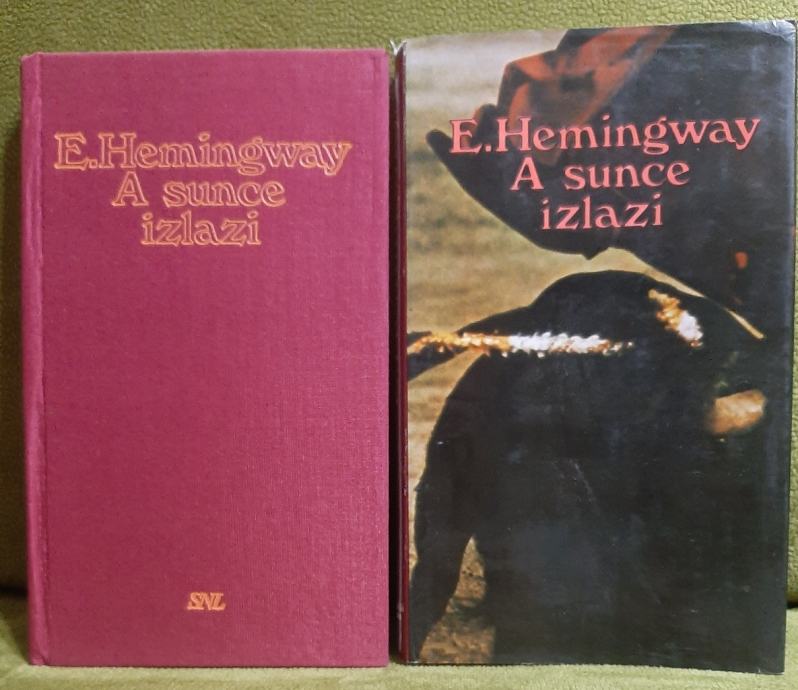 E.Hemingway
A sunce
izlazi
SNL
E.Hemingway
A sunce
izlazi